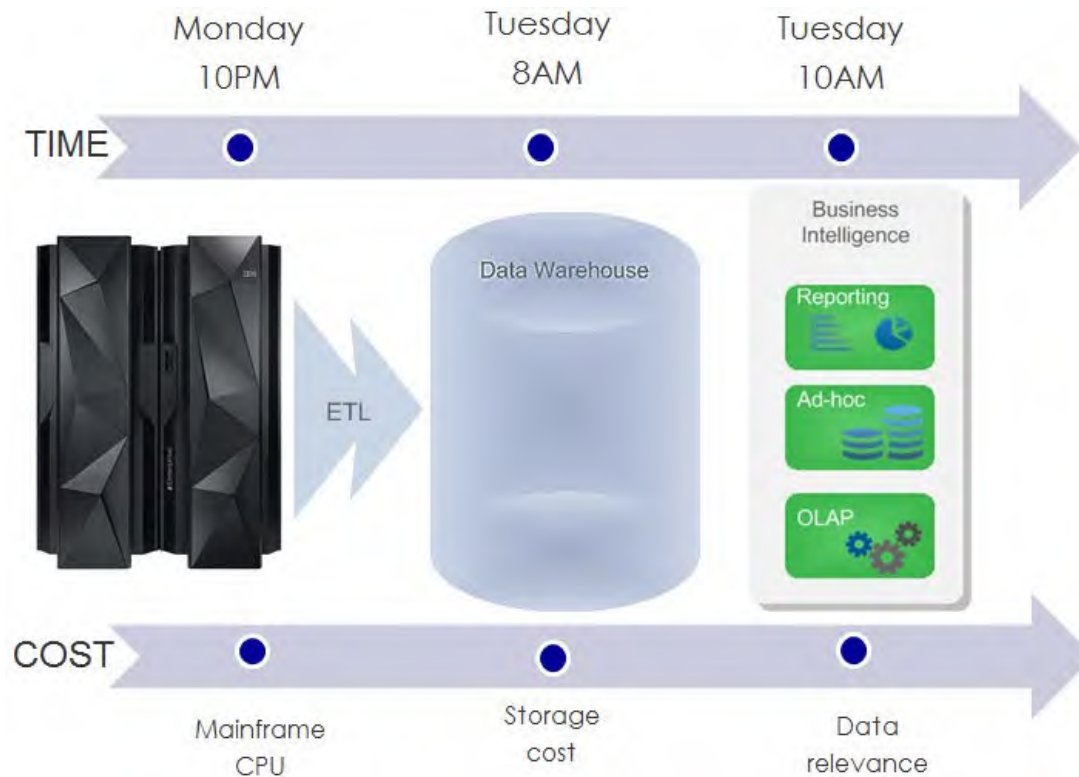 Monday
10PM
Tuesday
8AM
Tuesday
10AM
TIME
Business
Intelligence
Data Warehouse
Reporting
IBM
Ad-hoc
ETL
OLAP
COST
Mainframe
CPU
Storage
cost
Data
relevance